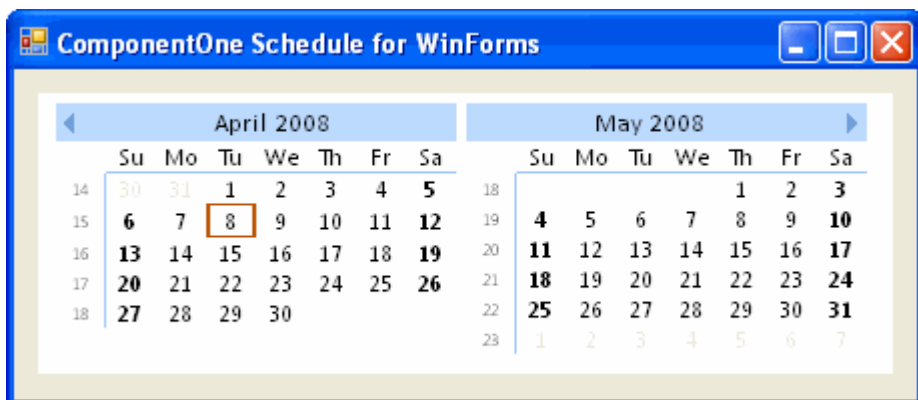 ComponentOne Schedule for WinForms
April 2008
Su Mo Tu We Th Fr Sa
14 30 31 1 2 3 4 5
15 6 7 8 9 10 11 12
16 13 14 15 16 17 18 19
17 20 21 22 23 24 25 26
18 27 28 29 30
May 2008
Su Mo Tu We Th Fr Sa
18 1 2 3
19 4 5 6 7 8 9 10
20 11 12 13 14 15 16 17
21 18 19 20 21 22 23 24
22 25 26 27 28 29 30 31
23 1 2 3 4 5 6 7